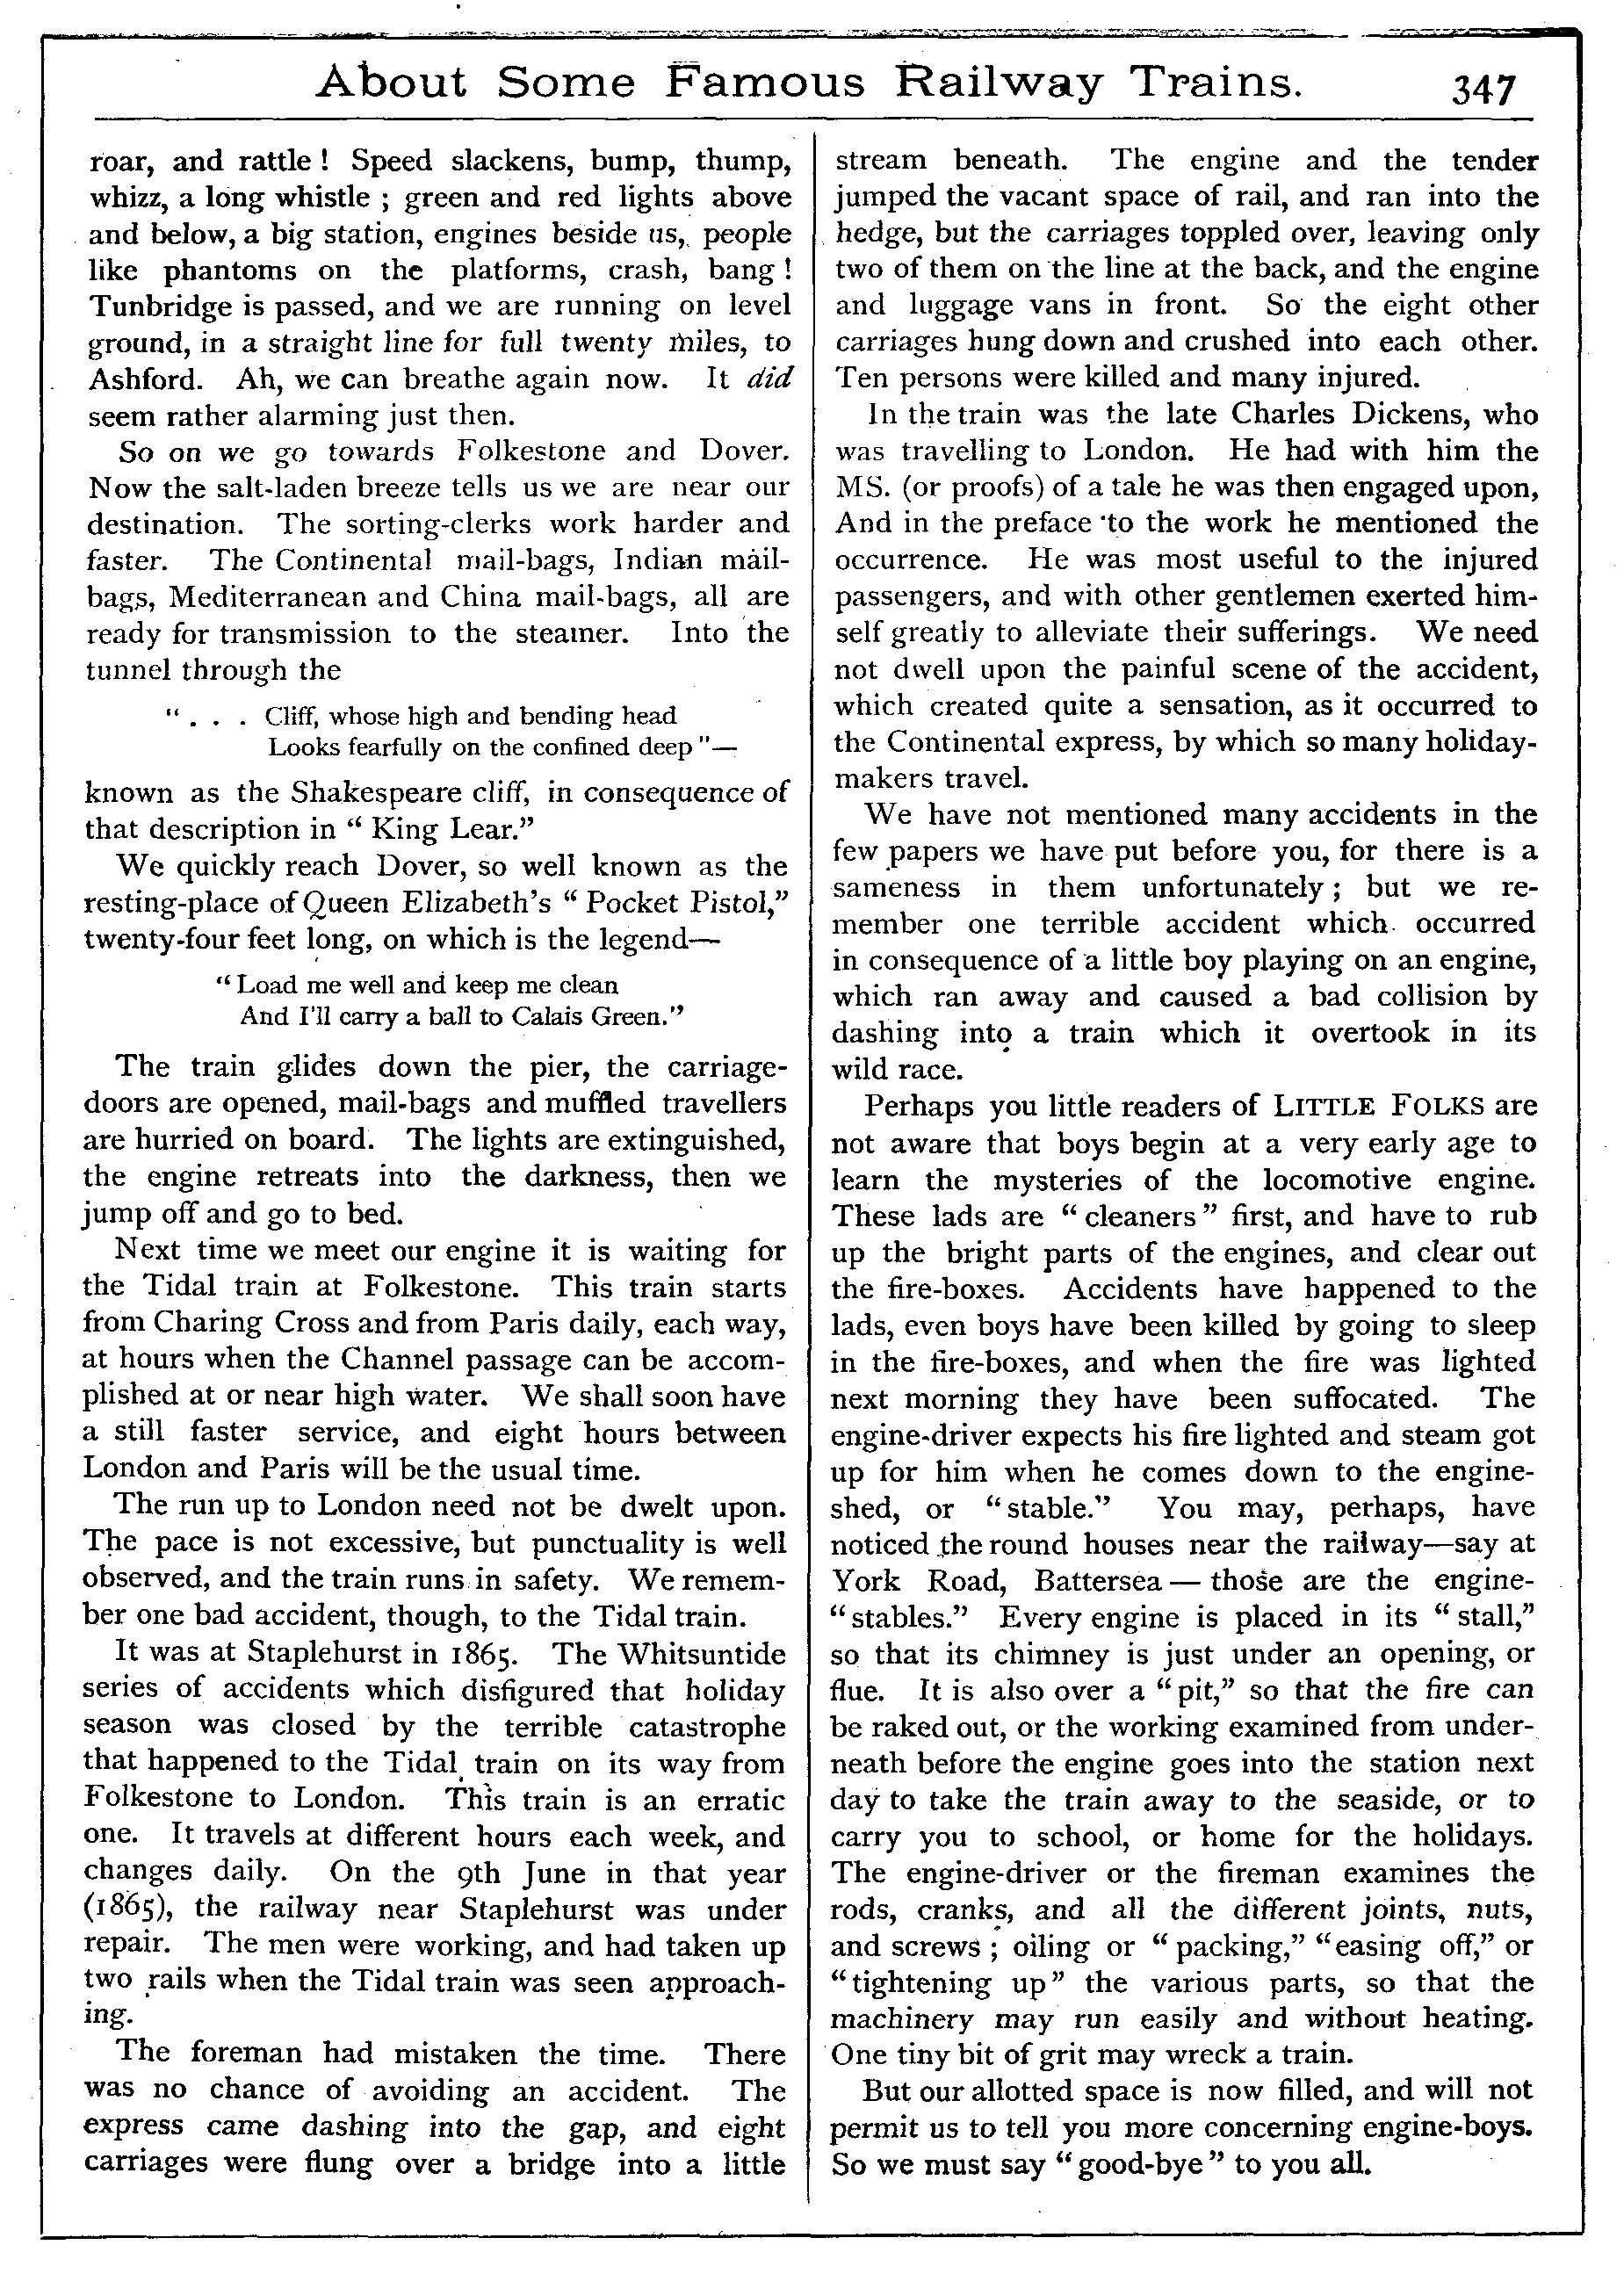 About Some Famous Railway Trains. 347
roar, and rattle! Speed slackens, bump, thump,
whizz, a long whistle; green and red lights above
and below, a big station, engines beside us, people
like phantoms on the platforms, crash, bang!
Tunbridge is passed, and we are running on level
ground, in a straight line for full twenty miles, to
Ashford. Ah, we can breathe again now. It did
seem rather alarming just then.
So on we go towards Folkestone and Dover.
Now the salt-laden breeze tells us we are near our
destination. The sorting-clerks work harder and
faster. The Continental mail-bags, Indian mail-
bags, Mediterranean and China mail-bags, all are
ready for transmission to the steamer. Into the
tunnel through the
". . . Cliff, whose high and bending head
Looks fearfully on the confined deep"—
known as the Shakespeare cliff, in consequence of
that description in "King Lear."
We quickly reach Dover, so well known as the
resting-place of Queen Elizabeth's "Pocket Pistol,"
twenty-four feet long, on which is the legend—
"Load me well and keep me clean
And I'll carry a ball to Calais Green."
The train glides down the pier, the carriage-
doors are opened, mail-bags and muffled travellers
are hurried on board. The lights are extinguished,
the engine retreats into the darkness, then we
jump off and go to bed.
Next time we meet our engine it is waiting for
the Tidal train at Folkestone. This train starts
from Charing Cross and from Paris daily, each way,
at hours when the Channel passage can be accom-
plished at or near high water. We shall soon have
a still faster service, and eight hours between
London and Paris will be the usual time.
The run up to London need not be dwelt upon.
The pace is not excessive, but punctuality is well
observed, and the train runs in safety. We remem-
ber one bad accident, though, to the Tidal train.
It was at Staplehurst in 1865. The Whitsuntide
series of accidents which disfigured that holiday
season was closed by the terrible catastrophe
that happened to the Tidal train on its way from
Folkestone to London. This train is an erratic
one. It travels at different hours each week, and
changes daily. On the 9th June in that year
(1865), the railway near Staplehurst was under
repair. The men were working, and had taken up
two rails when the Tidal train was seen approach-
ing.
The foreman had mistaken the time. There
was no chance of avoiding an accident. The
express came dashing into the gap, and eight
carriages were flung over a bridge into a little
stream beneath. The engine and the tender
jumped the vacant space of rail, and ran into the
hedge, but the carriages toppled over, leaving only
two of them on the line at the back, and the engine
and luggage vans in front. So the eight other
carriages hung down and crushed into each other.
Ten persons were killed and many injured.
In the train was the late Charles Dickens, who
was travelling to London. He had with him the
MS. (or proofs) of a tale he was then engaged upon,
And in the preface to the work he mentioned the
occurrence. He was most useful to the injured
passengers, and with other gentlemen exerted him-
self greatly to alleviate their sufferings. We need
not dwell upon the painful scene of the accident,
which created quite a sensation, as it occurred to
the Continental express, by which so many holiday-
makers travel.
We have not mentioned many accidents in the
few papers we have put before you, for there is a
sameness in them unfortunately; but we re-
member one terrible accident which occurred
in consequence of a little boy playing on an engine,
which ran away and caused a bad collision by
dashing into a train which it overtook in its
wild race.
Perhaps you little readers of LITTLE FOLKS are
not aware that boys begin at a very early age to
learn the mysteries of the locomotive engine.
These lads are "cleaners" first, and have to rub
up the bright parts of the engines, and clear out
the fire-boxes. Accidents have happened to the
lads, even boys have been killed by going to sleep
in the fire-boxes, and when the fire was lighted
next morning they have been suffocated. The
engine-driver expects his fire lighted and steam got
up for him when he comes down to the engine-
shed, or "stable." You may, perhaps, have
noticed the round houses near the railway—say at
York Road, Battersea—those are the engine-
"stables." Every engine is placed in its "stall,"
so that its chimney is just under an opening, or
flue. It is also over a "pit," so that the fire can
be raked out, or the working examined from under-
neath before the engine goes into the station next
day to take the train away to the seaside, or to
carry you to school, or home for the holidays.
The engine-driver or the fireman examines the
rods, cranks, and all the different joints, nuts,
and screws; oiling or "packing," "easing off," or
"tightening up" the various parts, so that the
machinery may run easily and without heating.
One tiny bit of grit may wreck a train.
But our allotted space is now filled, and will not
permit us to tell you more concerning engine-boys.
So we must say "good-bye" to you all.